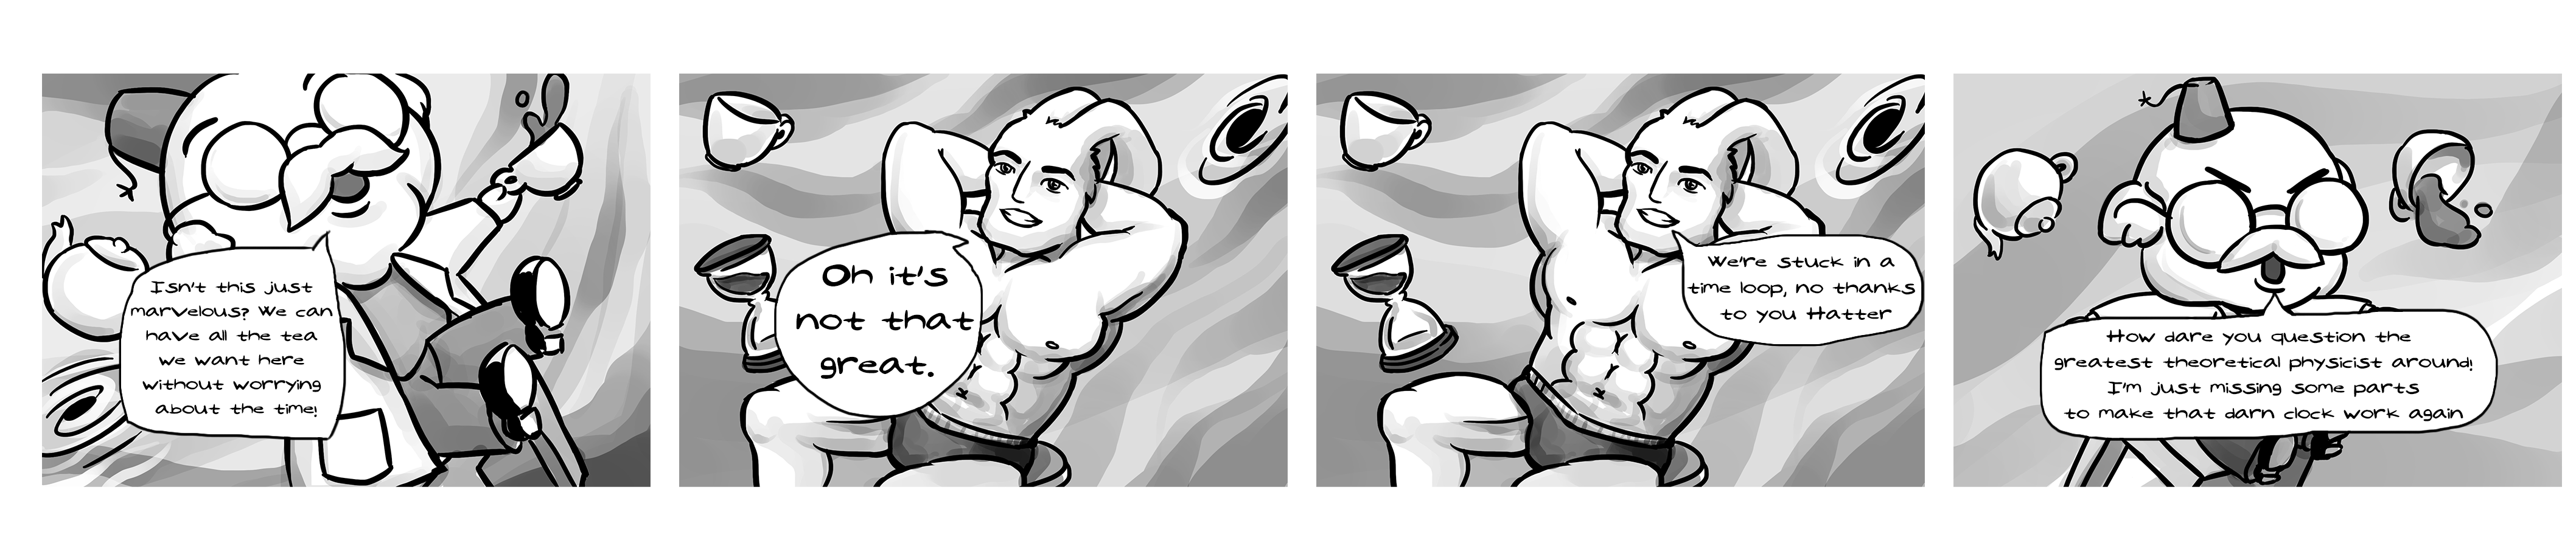 Isn't this just
marvelous? We can
have all the tea
we want here
without worrying
about the time!
Oh it's
not that
great.
We're stuck in a
time loop, no thanks
to you Hatter
How dare you question the
greatest theoretical physicist around!
I'm just missing some parts
to make that darn clock work again